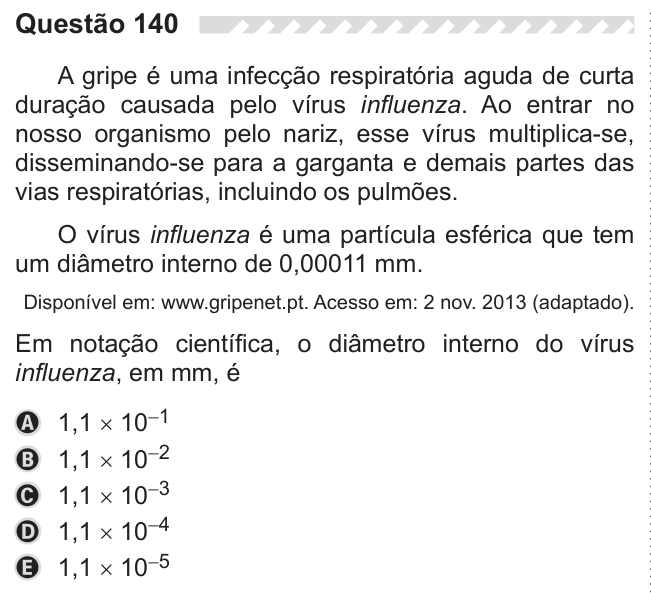 Questão 140
A gripe é uma infecção respiratória aguda de curta
duração causada pelo vírus influenza. Ao entrar no
nosso organismo pelo nariz, esse vírus multiplica-se,
disseminando-se para a garganta e demais partes das
vias respiratórias, incluindo os pulmões.
O vírus influenza é uma partícula esférica que tem
um diâmetro interno de 0,00011 mm.
Disponível em: www.gripenet.pt. Acesso em: 2 nov. 2013 (adaptado).
Em notação científica, o diâmetro interno do vírus
influenza, em mm, é
A 1,1 × 10⁻¹
B 1,1 × 10⁻²
C 1,1 × 10⁻³
D 1,1 × 10⁻⁴
E 1,1 × 10⁻⁵